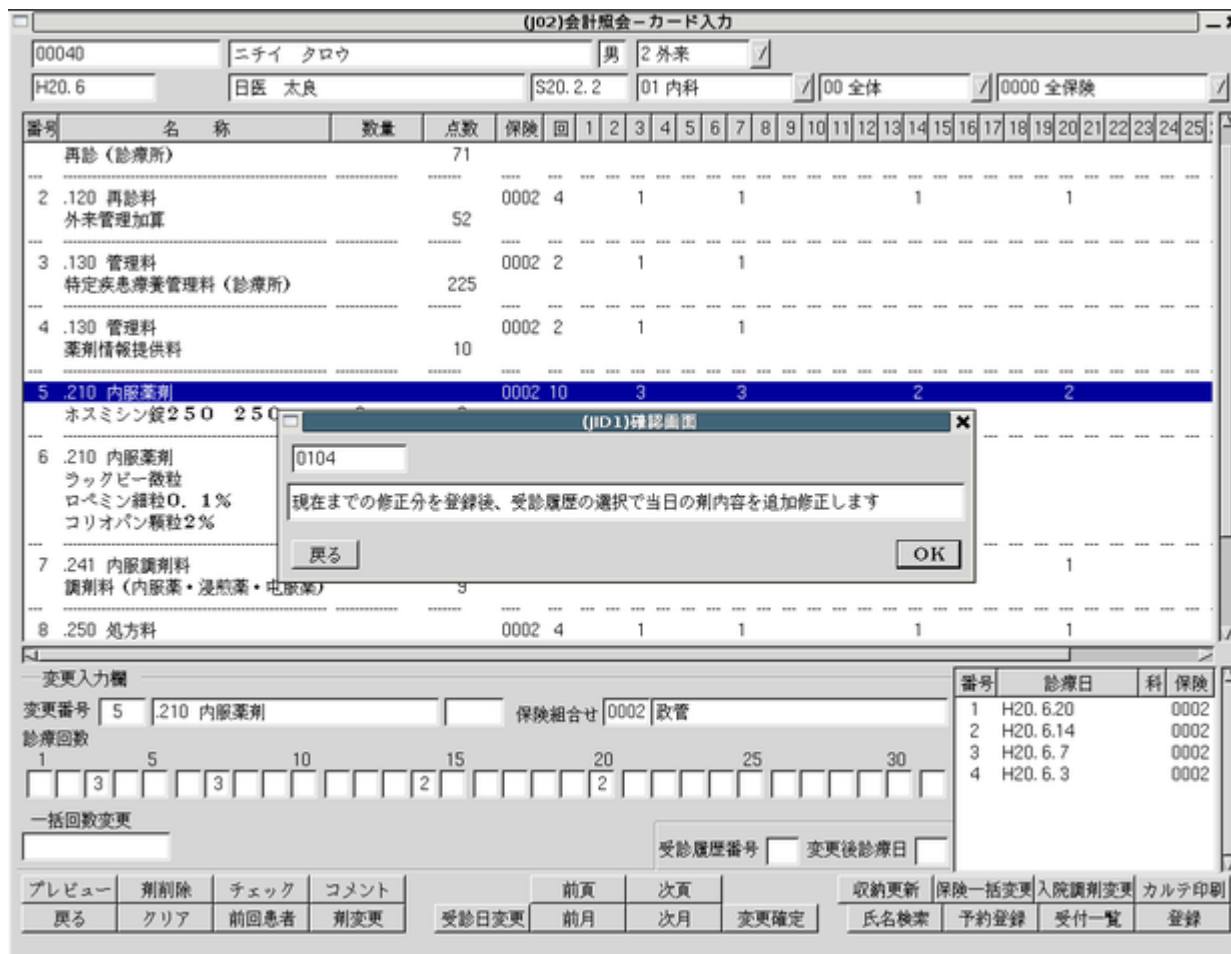 (J02)会計照会－カード入力
00040 ニチイ タロウ 男 2 外来
H20. 6 日医 太良 S20. 2. 2 01 内科 00 全体 0000 全保険
番号 名 称 数量 点数 保険 回 1 2 3 4 5 6 7 8 9 10 11 12 13 14 15 16 17 18 19 20 21 22 23 24 25
再診（診療所） 71
2 .120 再診料 0002 4 1 1 1 1
外来管理加算 52
3 .130 管理料 0002 2 1 1
特定疾患療養管理料（診療所） 225
4 .130 管理料 0002 2 1 1
薬剤情報提供料 10
5 .210 内服薬剤 0002 10 3 3 2 2
ホスミシン錠２５０ ２５０
(JID1)確認画面
0104
現在までの修正分を登録後、受診履歴の選択で当日の剤内容を追加修正します
戻る OK
6 .210 内服薬剤
ラックビー微粒
ロペミン細粒０．１％
コリオパン顆粒２％
7 .241 内服調剤料 1
調剤料（内服薬・浸煎薬・屯服薬） 9
8 .250 処方料 0002 4 1 1 1 1
変更入力欄
変更番号 5 .210 内服薬剤 保険組合せ 0002 政管
診療回数
1 5 10 15 20 25 30
3 3 2 2
一括回数変更
受診履歴番号 変更後診療日
番号 診療日 科 保険
1 H20. 6.20 0002
2 H20. 6.14 0002
3 H20. 6. 7 0002
4 H20. 6. 3 0002
プレビュー 剤削除 チェック コメント 前頁 次頁 収納更新 保険一括変更 入院調剤変更 カルテ印刷
戻る クリア 前回患者 剤変更 受診日変更 前月 次月 変更確定 氏名検索 予約登録 受付一覧 登録